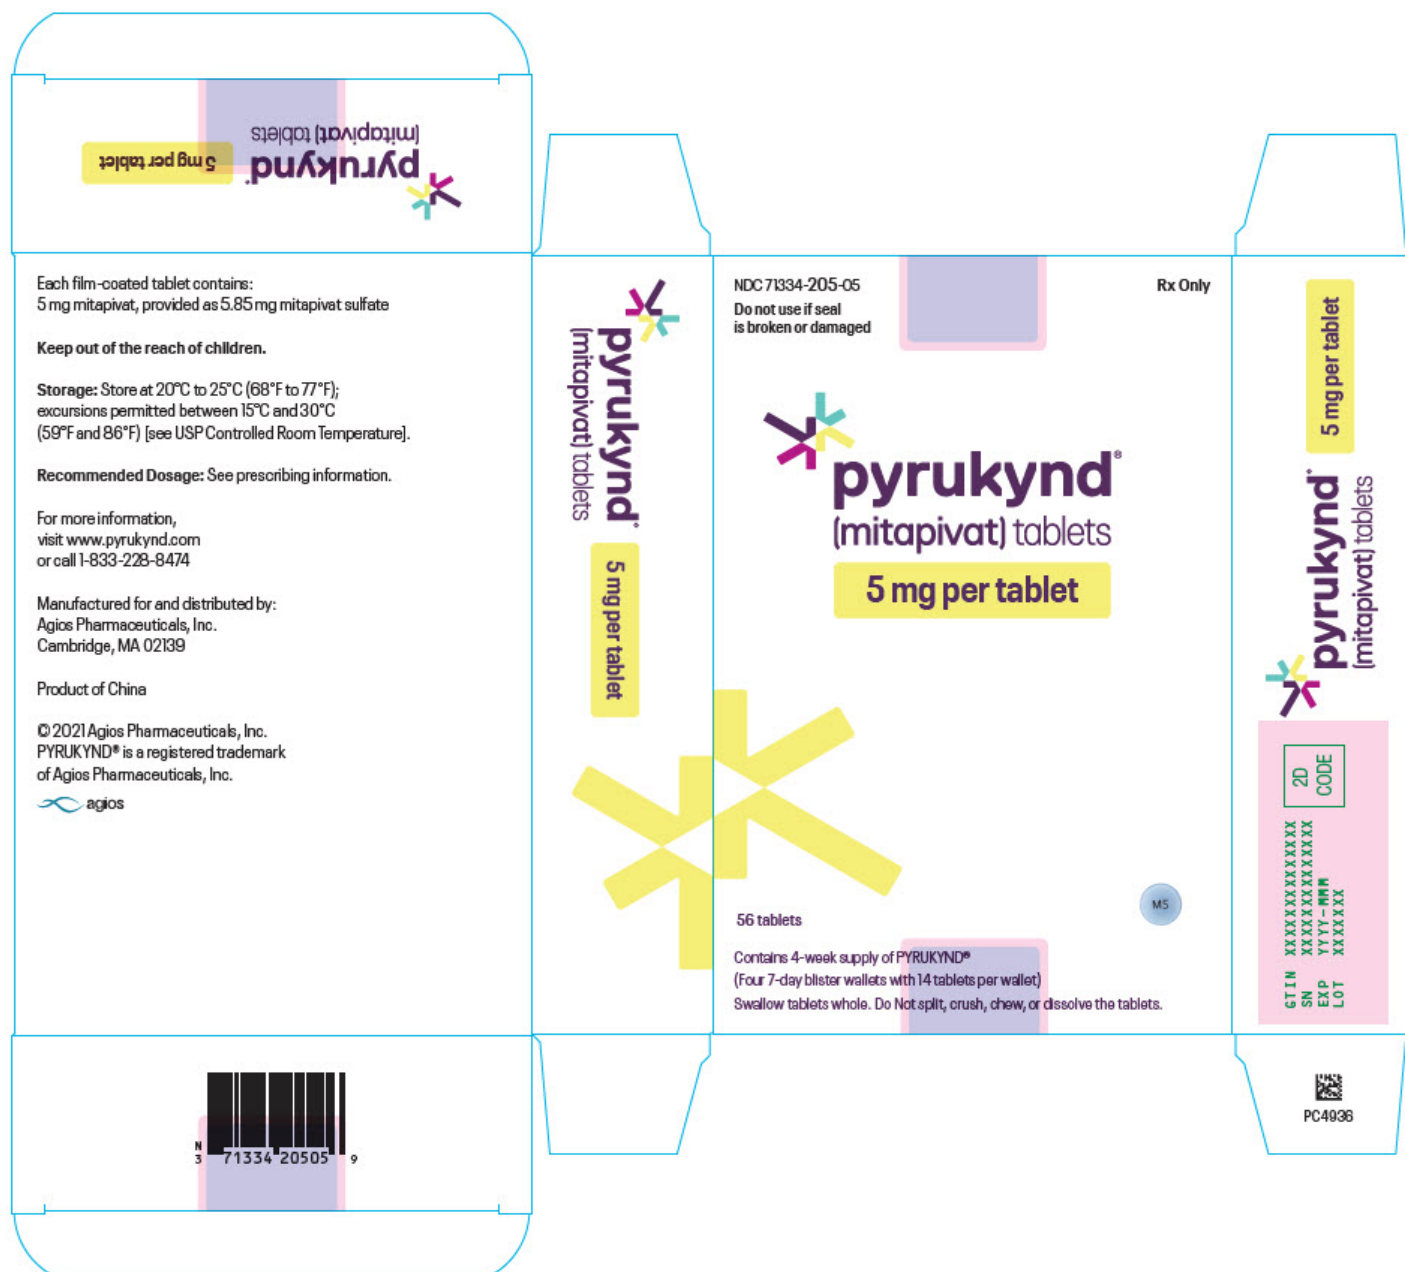 pyrukynd®
(mitapivat) tablets
5 mg per tablet
Each film-coated tablet contains:
5 mg mitapivat, provided as 5.85 mg mitapivat sulfate
Keep out of the reach of children.
Storage: Store at 20°C to 25°C (68°F to 77°F);
excursions permitted between 15°C and 30°C
(59°F and 86°F) [see USP Controlled Room Temperature].
Recommended Dosage: See prescribing information.
For more information,
visit www.pyrukynd.com
or call 1-833-228-8474
Manufactured for and distributed by:
Agios Pharmaceuticals, Inc.
Cambridge, MA 02139
Product of China
© 2021 Agios Pharmaceuticals, Inc.
PYRUKYND® is a registered trademark
of Agios Pharmaceuticals, Inc.
agios
N
3 71334 20505 9
pyrukynd®
(mitapivat) tablets
5 mg per tablet
NDC 71334-205-05
Rx Only
Do not use if seal
is broken or damaged
pyrukynd®
(mitapivat) tablets
5 mg per tablet
M5
56 tablets
Contains 4-week supply of PYRUKYND®
(Four 7-day blister wallets with 14 tablets per wallet)
Swallow tablets whole. Do Not split, crush, chew, or dissolve the tablets.
pyrukynd®
(mitapivat) tablets
5 mg per tablet
2D
CODE
GTIN XXXXXXXXXXXXXX
SN XXXXXXXXXXXXXX
EXP YYYY-MMM
LOT XXXXXXX
PC4936